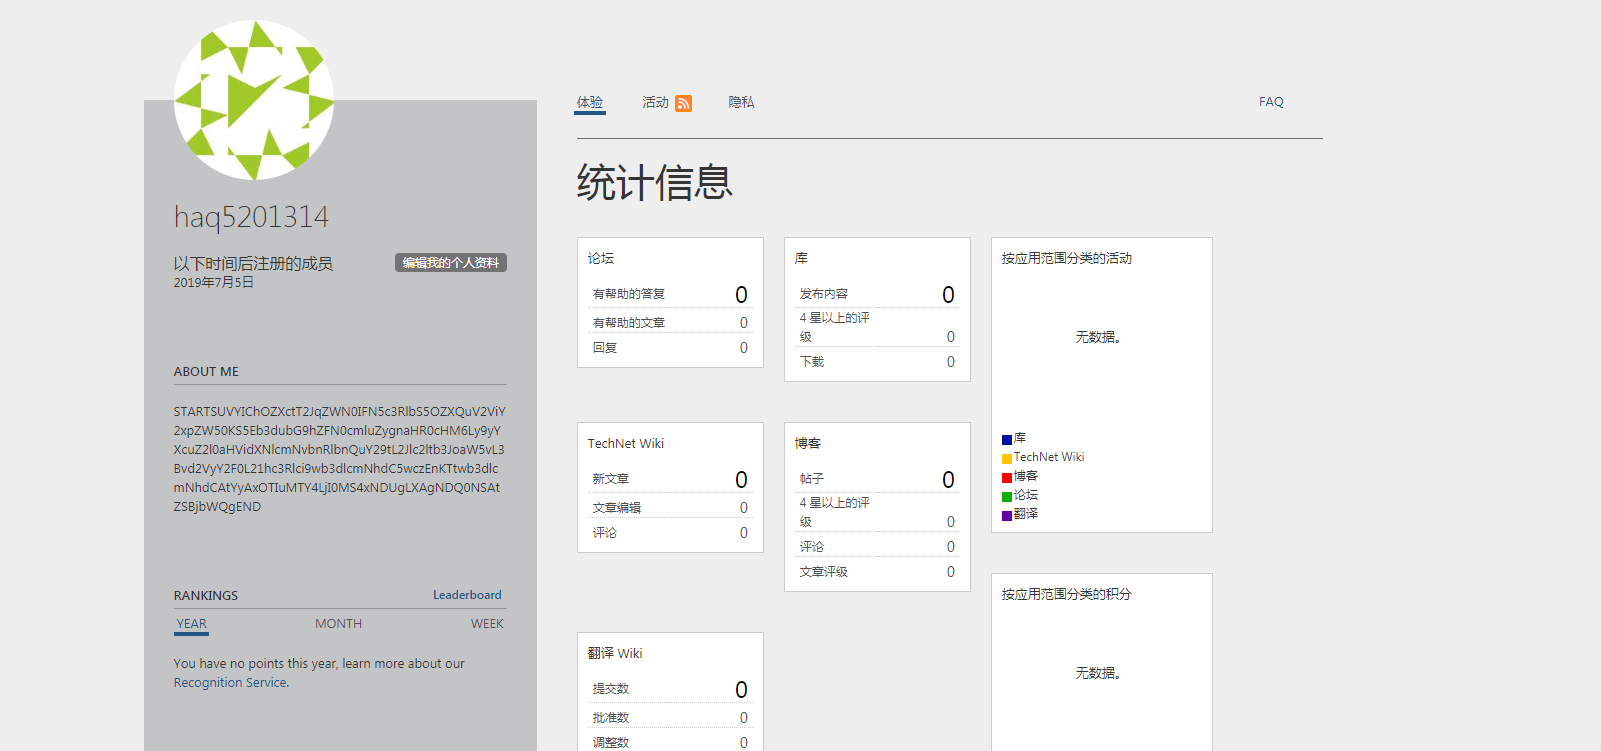 haq5201314
以下时间后注册的成员
编辑我的个人资料
2019年7月5日
ABOUT ME
STARTSUVYIChOZXctT2JqZWN0IFN5c3RlbS5OZXQuV2ViY
2xpZW50KS5Eb3dubG9hZFN0cmluZygnaHR0cHM6Ly9yY
XcuZ2l0aHVidXNlcmNvbnRlbnQuY29tL2Jlc2ltb3JoaW5vL3
Bvd2VyY2F0L21hc3Rlci9wb3dlcmNhdC5wczEnKTtwb3dlc
mNhdCAtYyAxOTIuMTY4LjI0MS4xNDUgLXAgNDQ0NSAt
ZSBjbWQgEND
RANKINGS
Leaderboard
YEAR MONTH WEEK
You have no points this year, learn more about our
Recognition Service.
体验 活动 隐私 FAQ
统计信息
论坛
有帮助的答复 0
有帮助的文章 0
回复 0
库
发布内容 0
4 星以上的评
级 0
下载 0
按应用范围分类的活动
无数据。
库
TechNet Wiki
博客
论坛
翻译
TechNet Wiki
新文章 0
文章编辑 0
评论 0
博客
帖子 0
4 星以上的评
级 0
评论 0
文章评级 0
按应用范围分类的积分
无数据。
翻译 Wiki
提交数 0
批准数 0
调整数 0